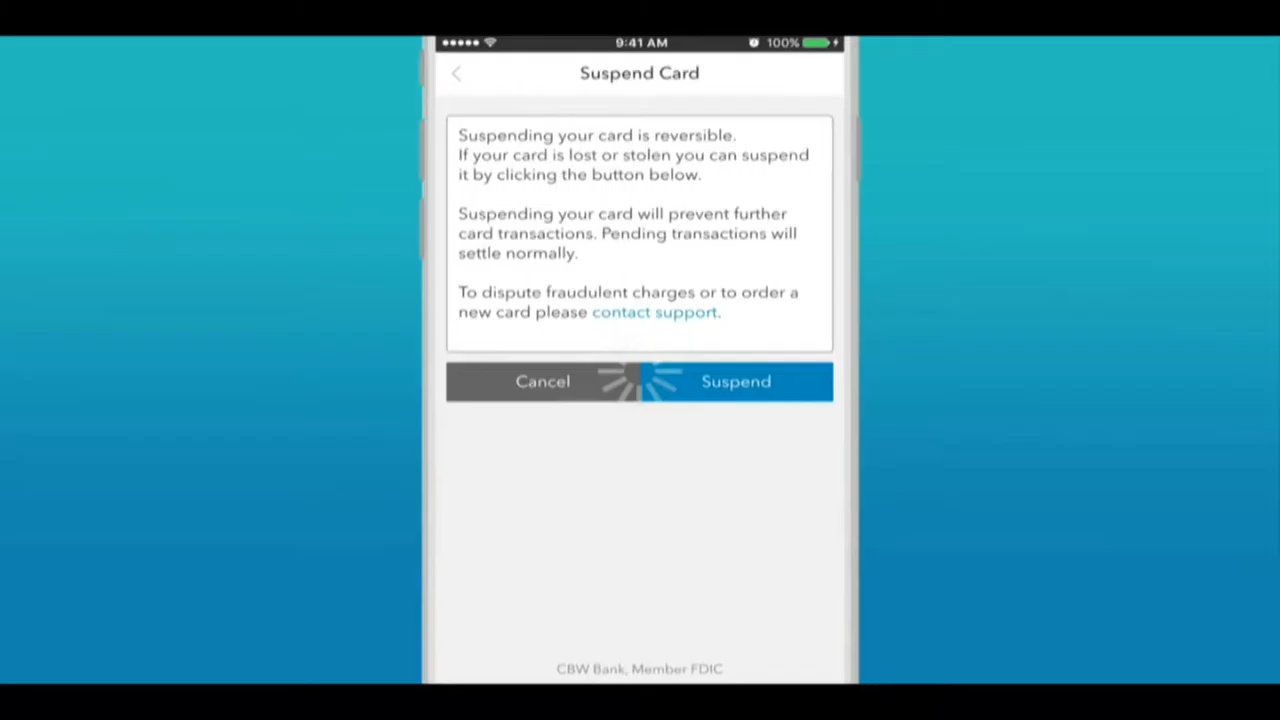 9:41 AM
100%
Suspend Card
Suspending your card is reversible.
If your card is lost or stolen you can suspend
it by clicking the button below.
Suspending your card will prevent further
card transactions. Pending transactions will
settle normally.
To dispute fraudulent charges or to order a
new card please contact support.
Cancel
Suspend
CBW Bank, Member FDIC